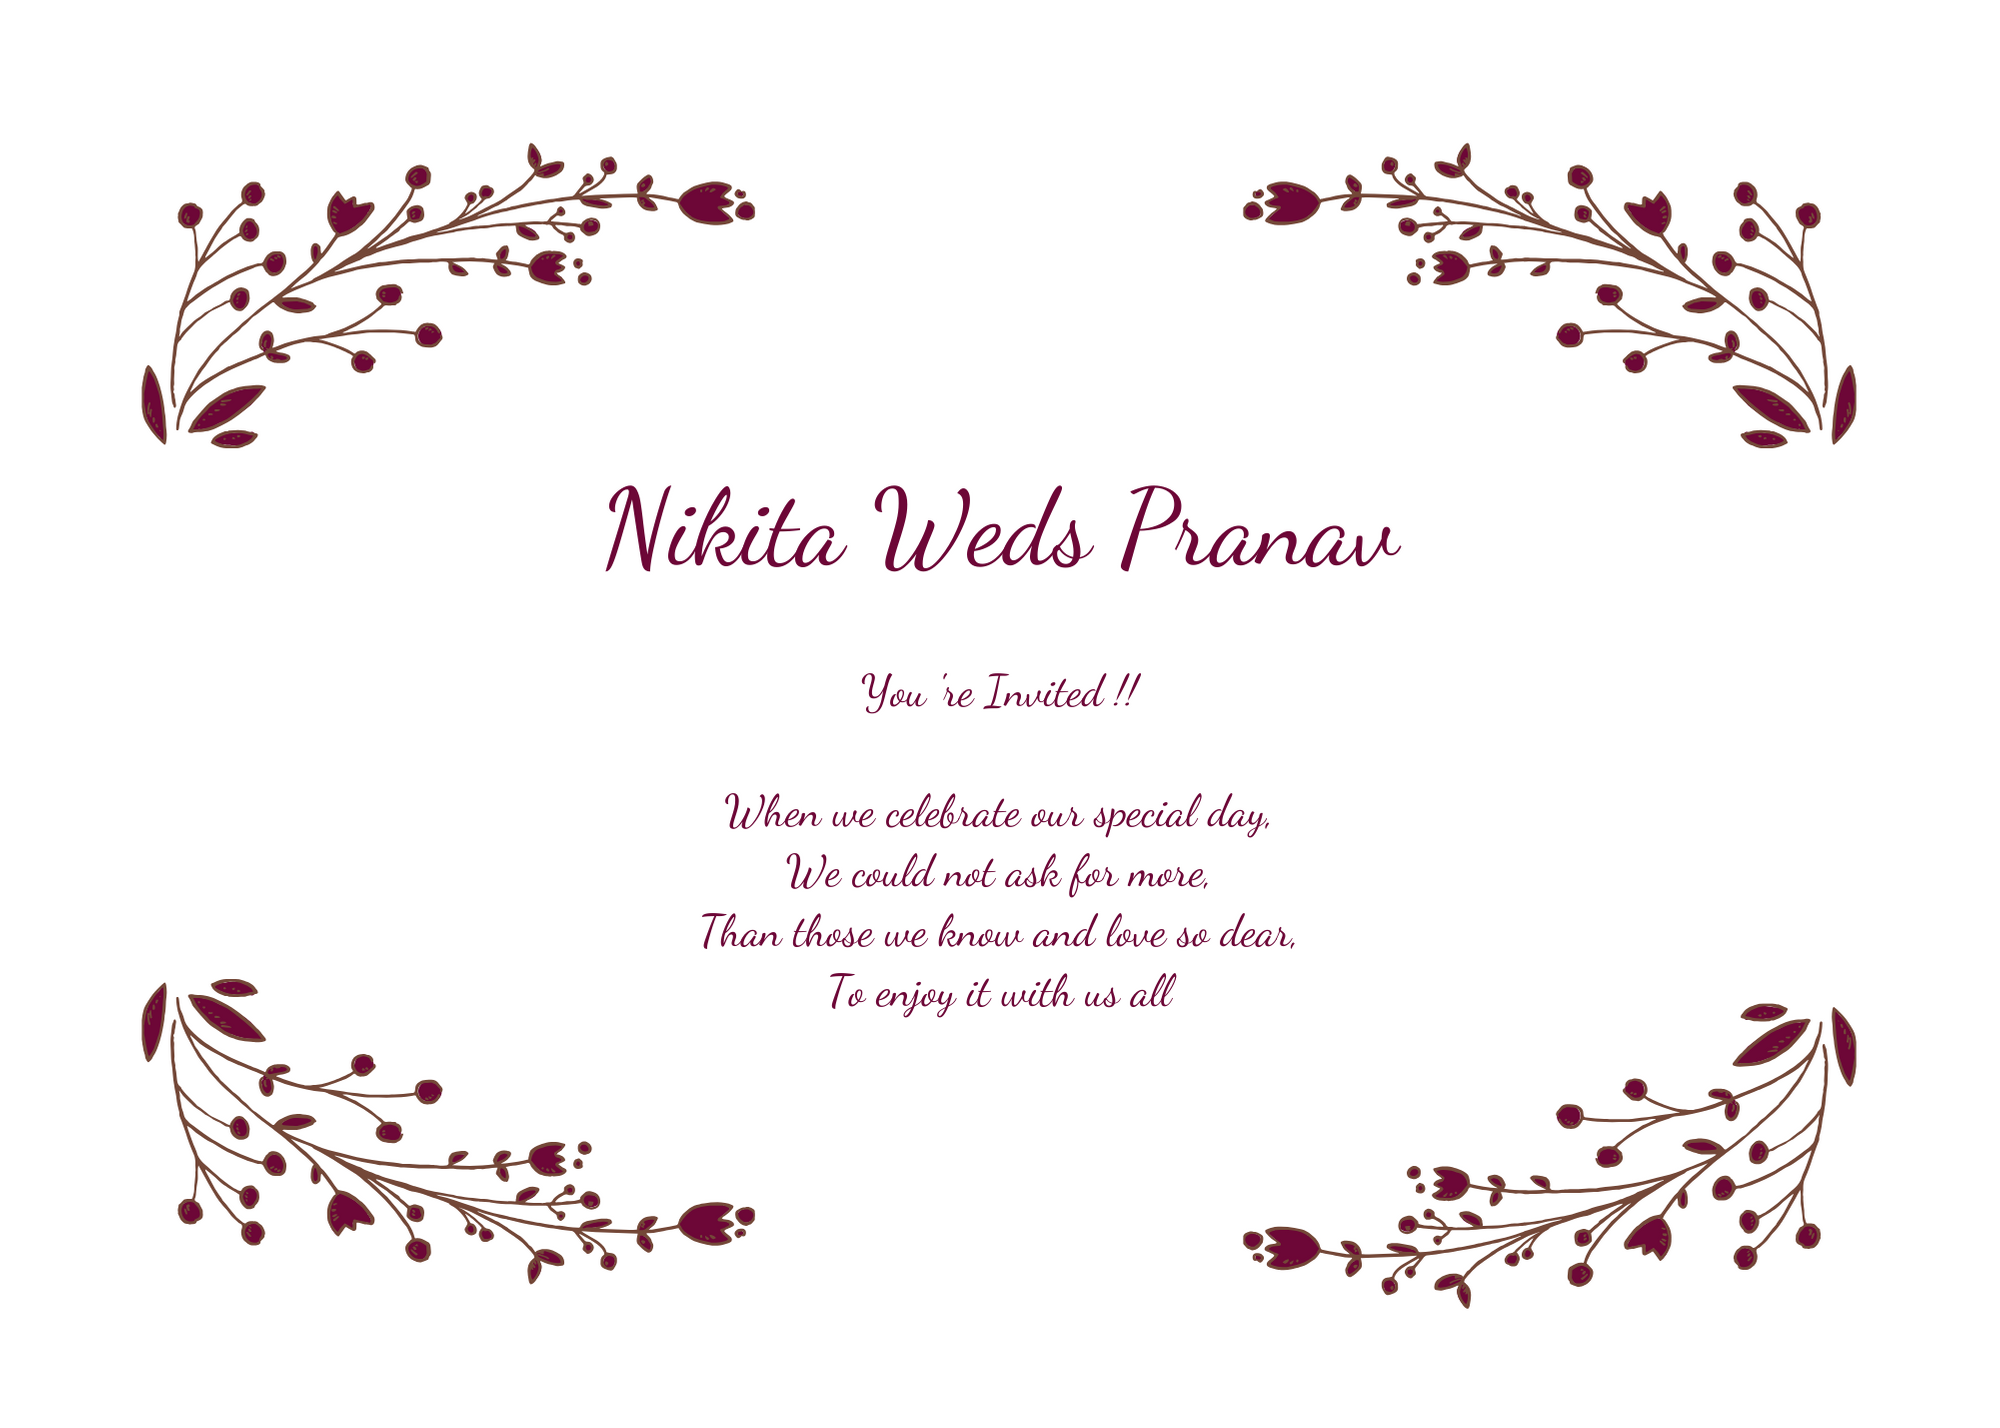 Nikita Weds Pranav
You 're Invited !!
When we celebrate our special day,
We could not ask for more,
Than those we know and love so dear,
To enjoy it with us all